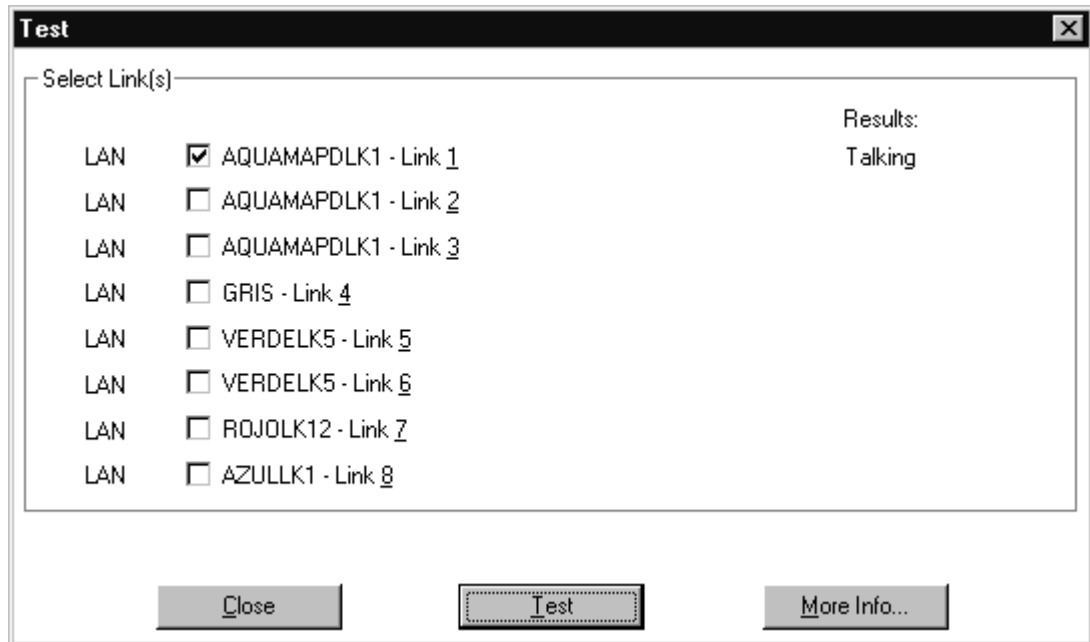 Test
Select Link(s)
Results:
LAN AQUAMAPDLK1 - Link 1 Talking
LAN AQUAMAPDLK1 - Link 2
LAN AQUAMAPDLK1 - Link 3
LAN GRIS - Link 4
LAN VERDELK5 - Link 5
LAN VERDELK5 - Link 6
LAN ROJOLK12 - Link 7
LAN AZULLK1 - Link 8
Close Test More Info...